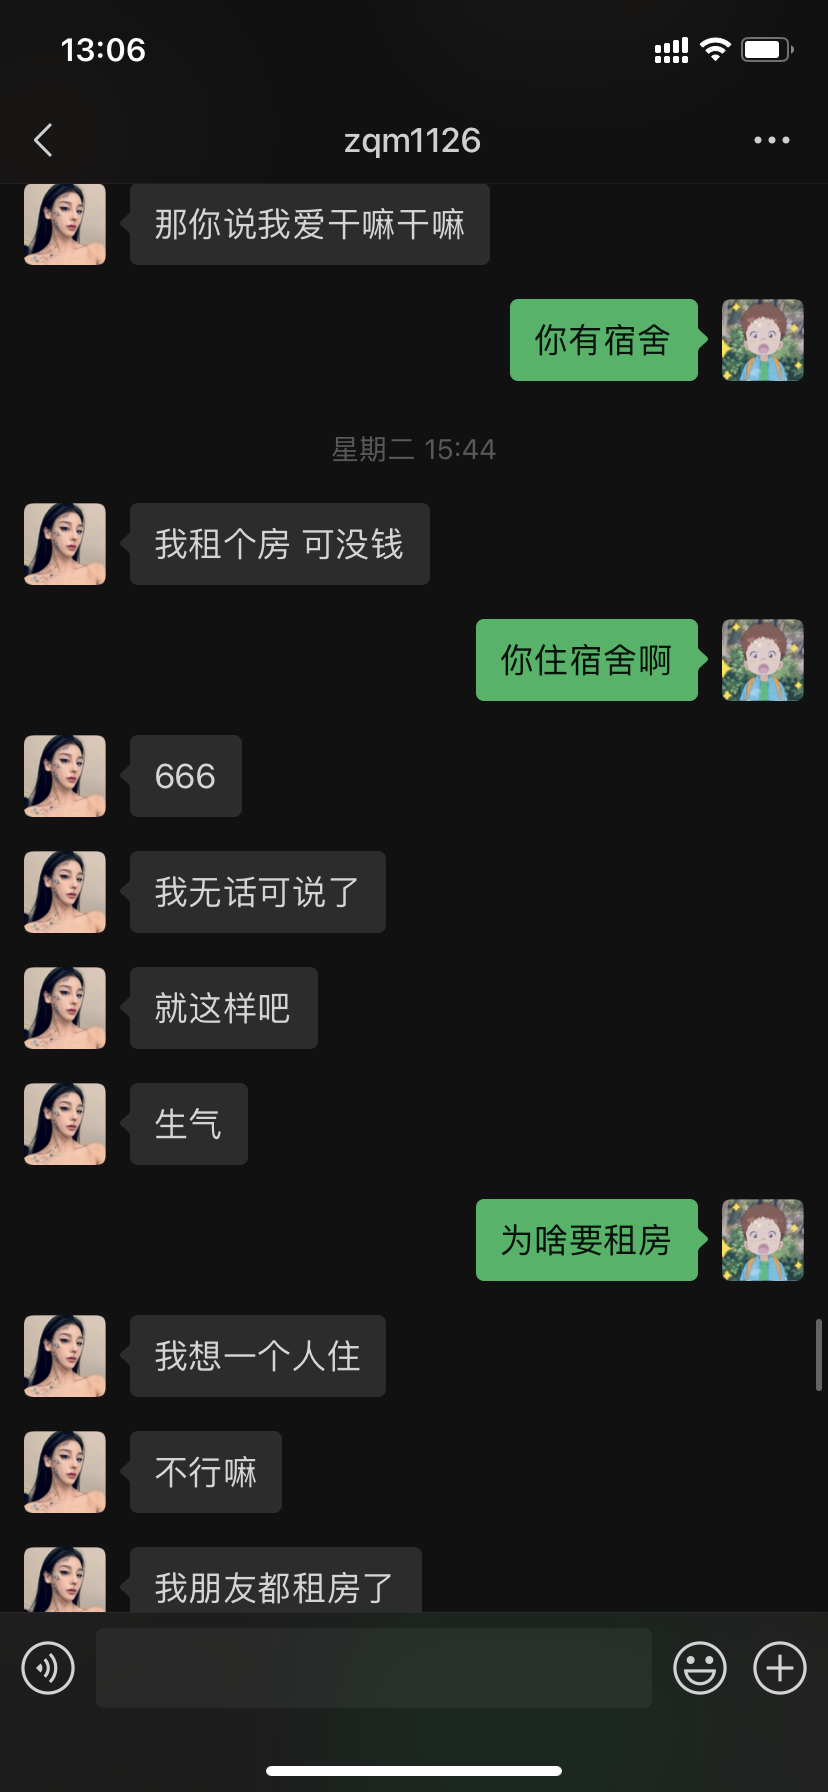 13:06
zqm1126
那你说我爱干嘛干嘛
你有宿舍
星期二 15:44
我租个房 可没钱
你住宿舍啊
666
我无话可说了
就这样吧
生气
为啥要租房
我想一个人住
不行嘛
我朋友都租房了